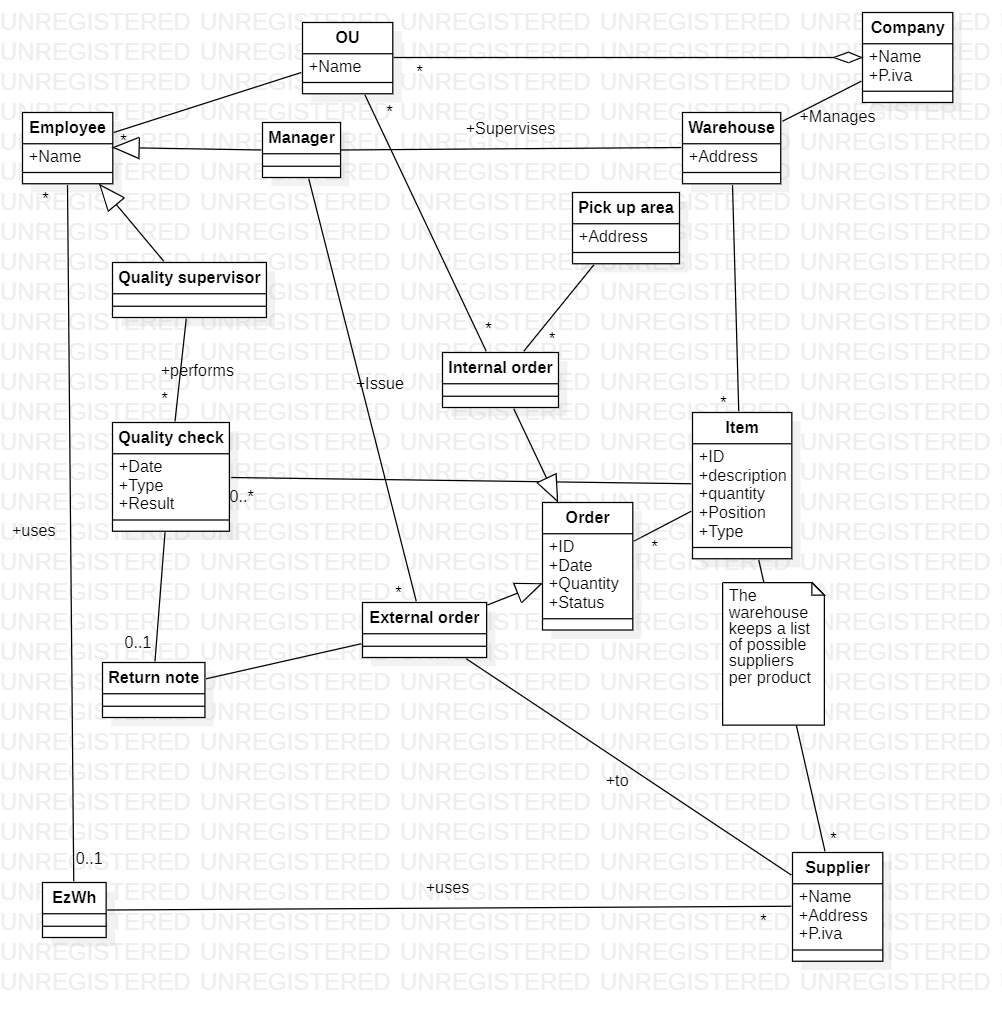 OU
+Name
Company
+Name
+P.iva
*
*
Employee
+Name
*
*
Manager
+Supervises
Warehouse
+Address
+Manages
Pick up area
+Address
Quality supervisor
+performs
*
+Issue
*
*
Internal order
*
Quality check
+Date
+Type
+Result
0..*
Item
+ID
+description
+quantity
+Position
+Type
Order
+ID
+Date
+Quantity
+Status
*
+uses
*
External order
The
warehouse
keeps a list
of possible
suppliers
per product
0..1
Return note
+to
*
Supplier
+Name
+Address
+P.iva
0..1
EzWh
+uses
*
UNREGISTERED UNREGISTERED UNREGISTERED UNREGISTERED UNREGISTERED